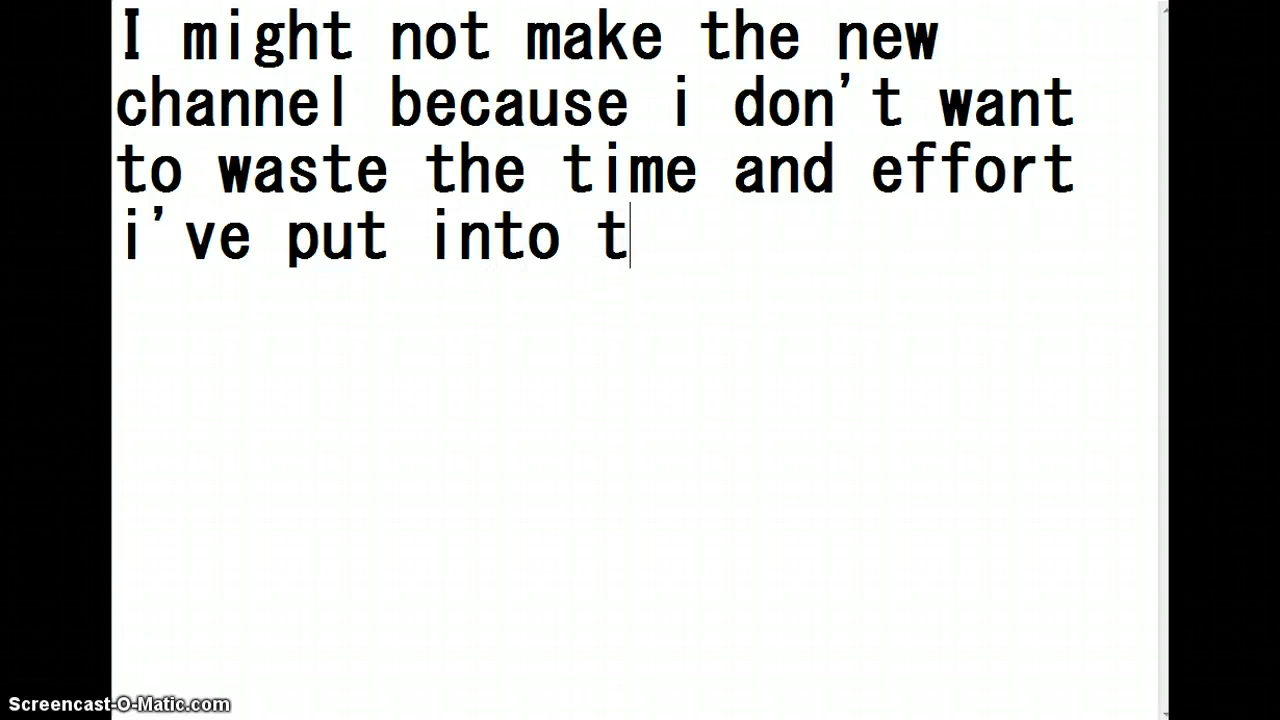 I might not make the new
channel because i don't want
to waste the time and effort
i've put into t
Screencast-O-Matic.com